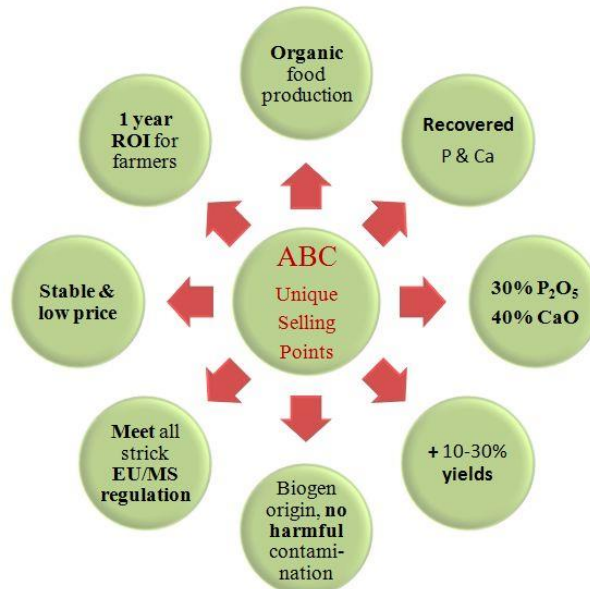 ABC
Unique
Selling
Points
Organic
food
production
Recovered
P & Ca
30% P₂O₅
40% CaO
+ 10-30%
yields
Biogen
origin, no
harmful
contami-
nation
Meet all
strick
EU/MS
regulation
Stable &
low price
1 year
ROI for
farmers